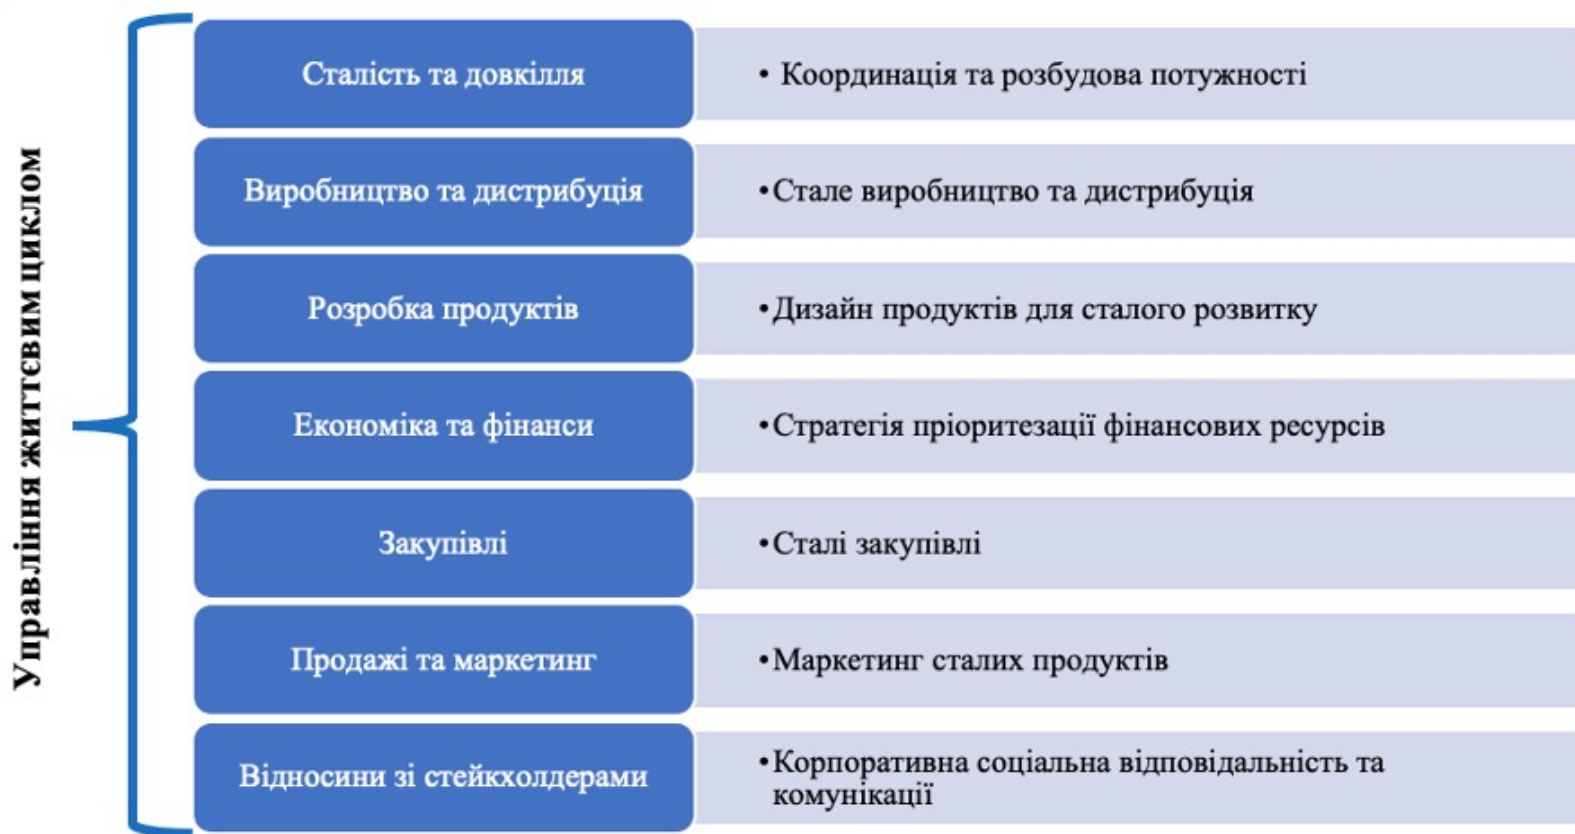 Управління життєвим циклом
Сталість та довкілля
• Координація та розбудова потужності
Виробництво та дистрибуція
•Стале виробництво та дистрибуція
Розробка продуктів
•Дизайн продуктів для сталого розвитку
Економіка та фінанси
•Стратегія пріоритезації фінансових ресурсів
Закупівлі
•Сталі закупівлі
Продажі та маркетинг
•Маркетинг сталих продуктів
Відносини зі стейкхолдерами
•Корпоративна соціальна відповідальність та
комунікації